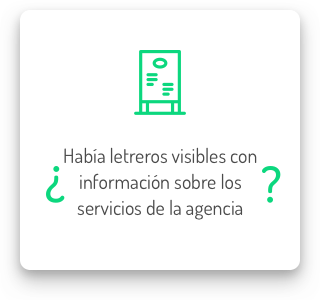 Había letreros visibles con
¿ información sobre los ?
servicios de la agencia